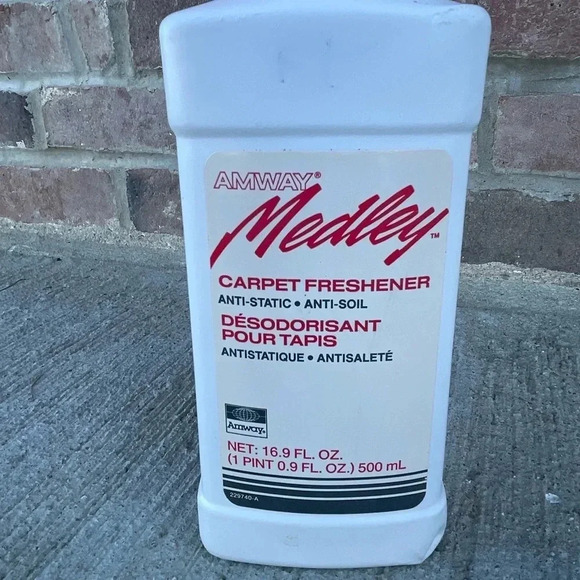 AMWAY®
Medley™
CARPET FRESHENER
ANTI-STATIC • ANTI-SOIL
DÉSODORISANT
POUR TAPIS
ANTISTATIQUE • ANTISALETÉ
Amway®
NET: 16.9 FL. OZ.
(1 PINT 0.9 FL. OZ.) 500 mL
229740-A